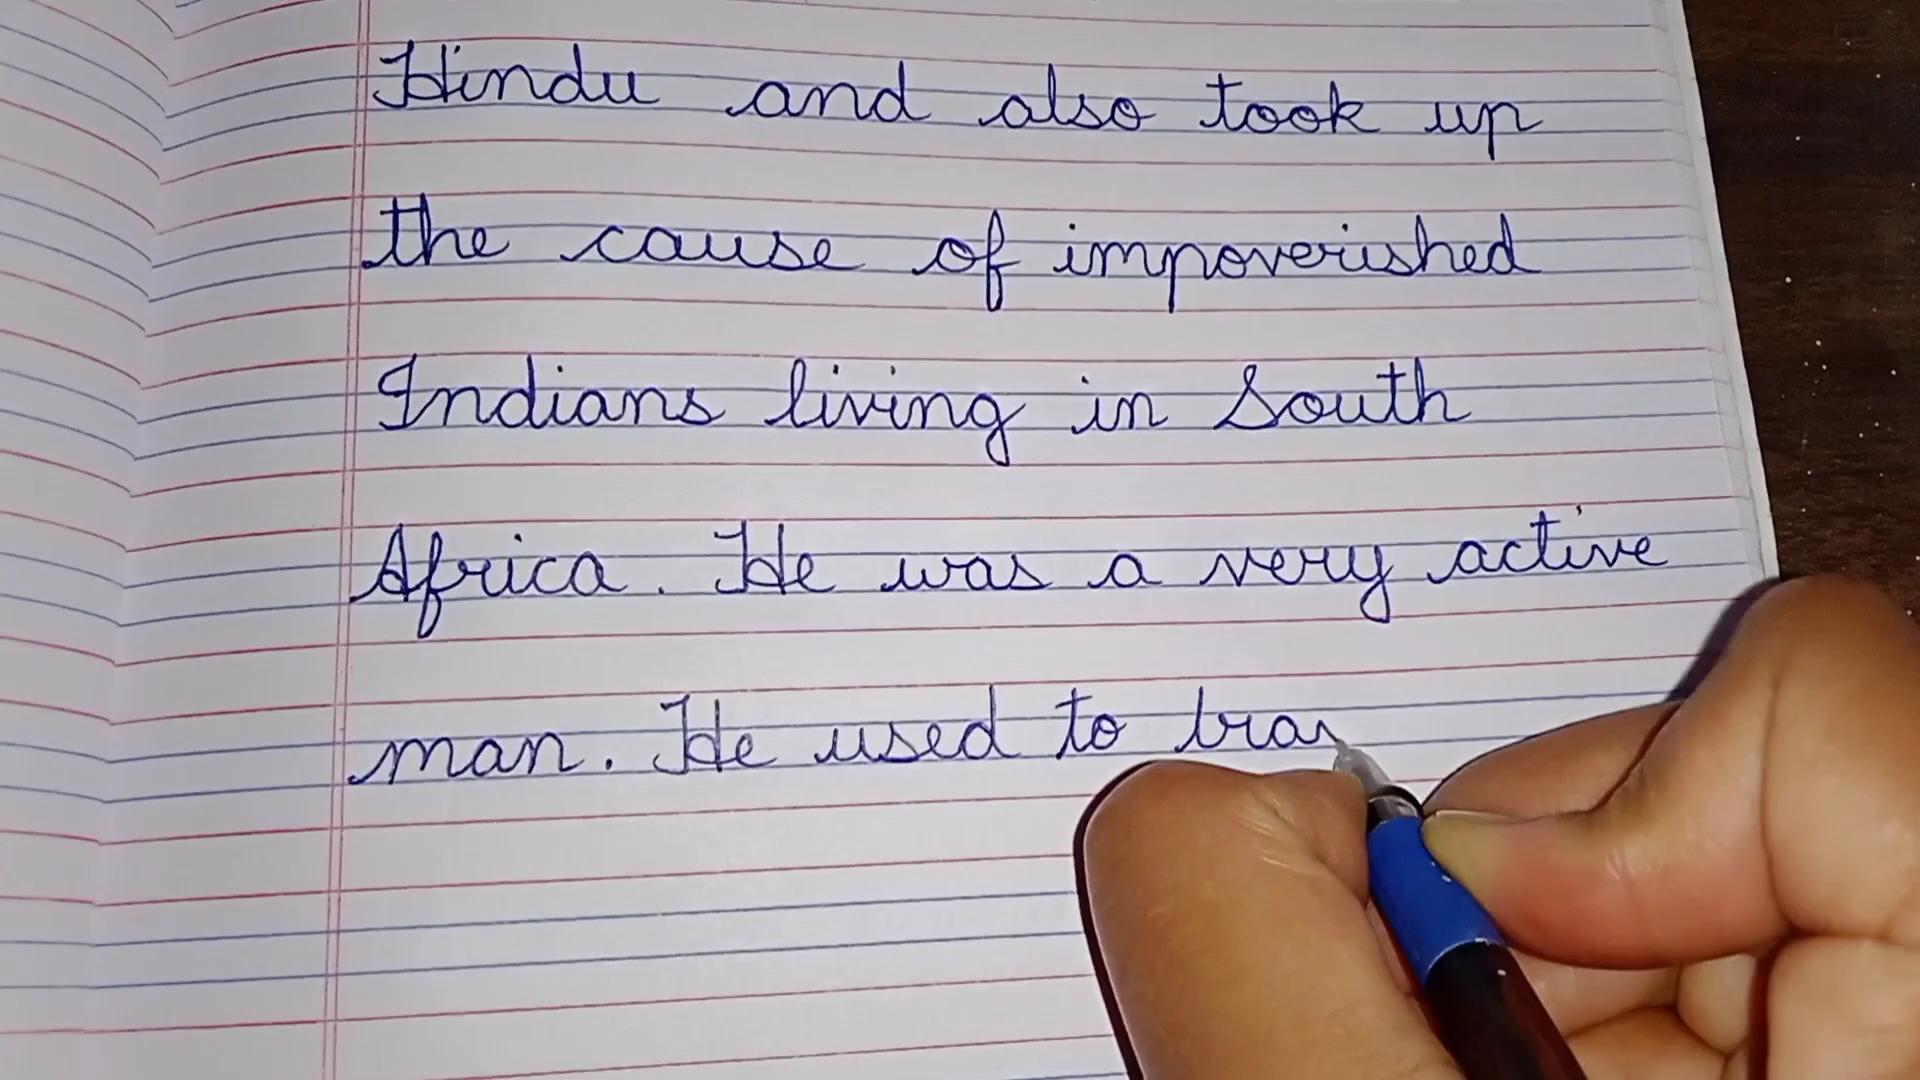 Hindu and also took up
the cause of impoverished
Indians living in South
Africa. He was a very active
man. He used to